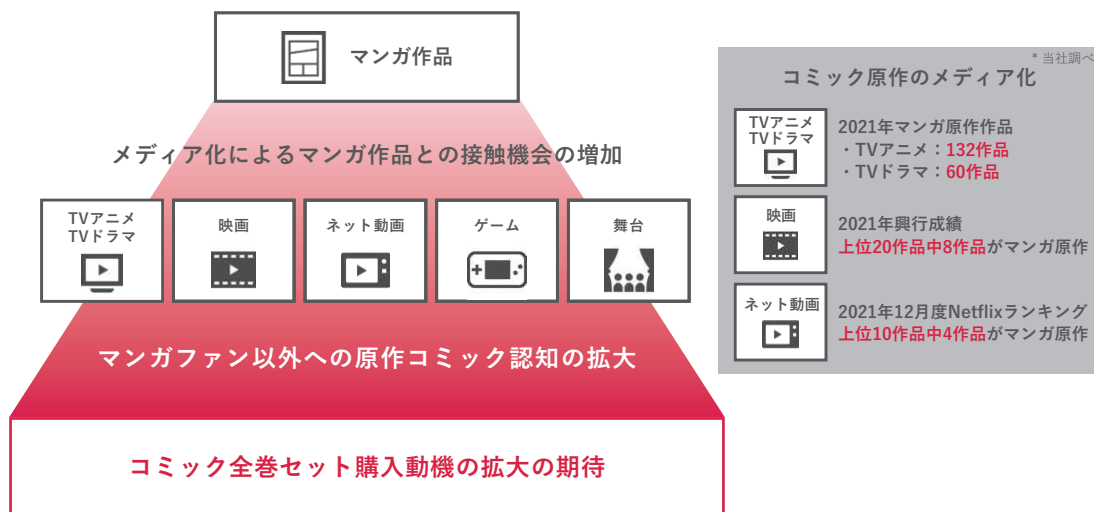 マンガ作品
メディア化によるマンガ作品との接触機会の増加
TVアニメ
TVドラマ
映画
ネット動画
ゲーム
舞台
マンガファン以外への原作コミック認知の拡大
コミック全巻セット購入動機の拡大の期待
* 当社調べ
コミック原作のメディア化
TVアニメ
TVドラマ
2021年マンガ原作作品
・TVアニメ：132作品
・TVドラマ：60作品
映画
2021年興行成績
上位20作品中8作品がマンガ原作
ネット動画
2021年12月度Netflixランキング
上位10作品中4作品がマンガ原作